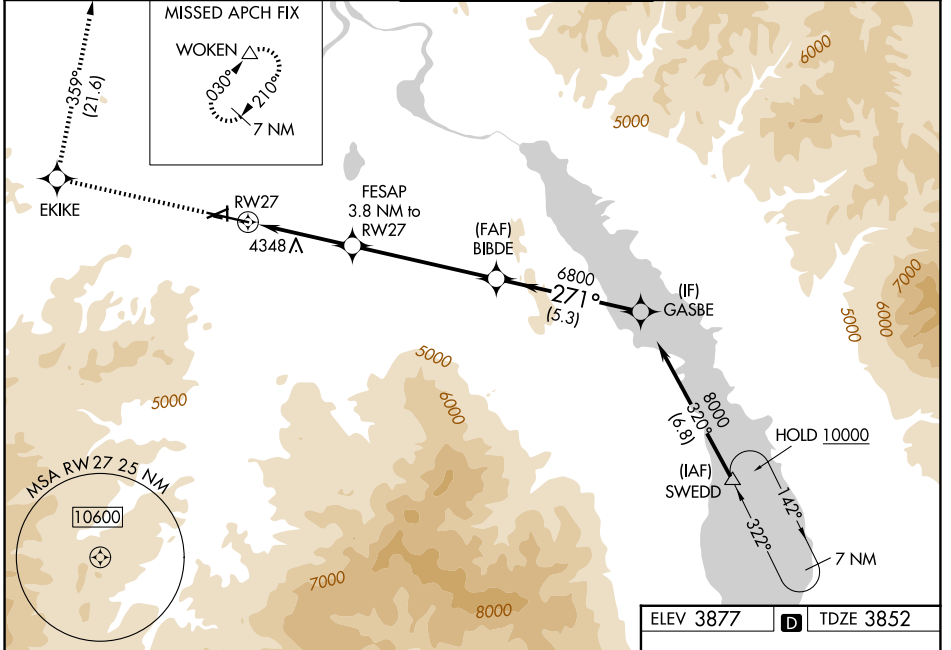 MISSED APCH FIX
WOKEN
030°
210°
7 NM
359°
(21.6)
EKIKE
RW27
4348
FESAP
3.8 NM to
RW27
(FAF)
BIBDE
6800
271°
(5.3)
(IF)
GASBE
6000
5000
7000
6000
5000
8000
320°
(6.8)
HOLD 10000
(IAF)
SWEDD
142°
322°
7 NM
5000
5000
6000
7000
8000
MSA RW27 25 NM
10600
ELEV 3877 D TDZE 3852